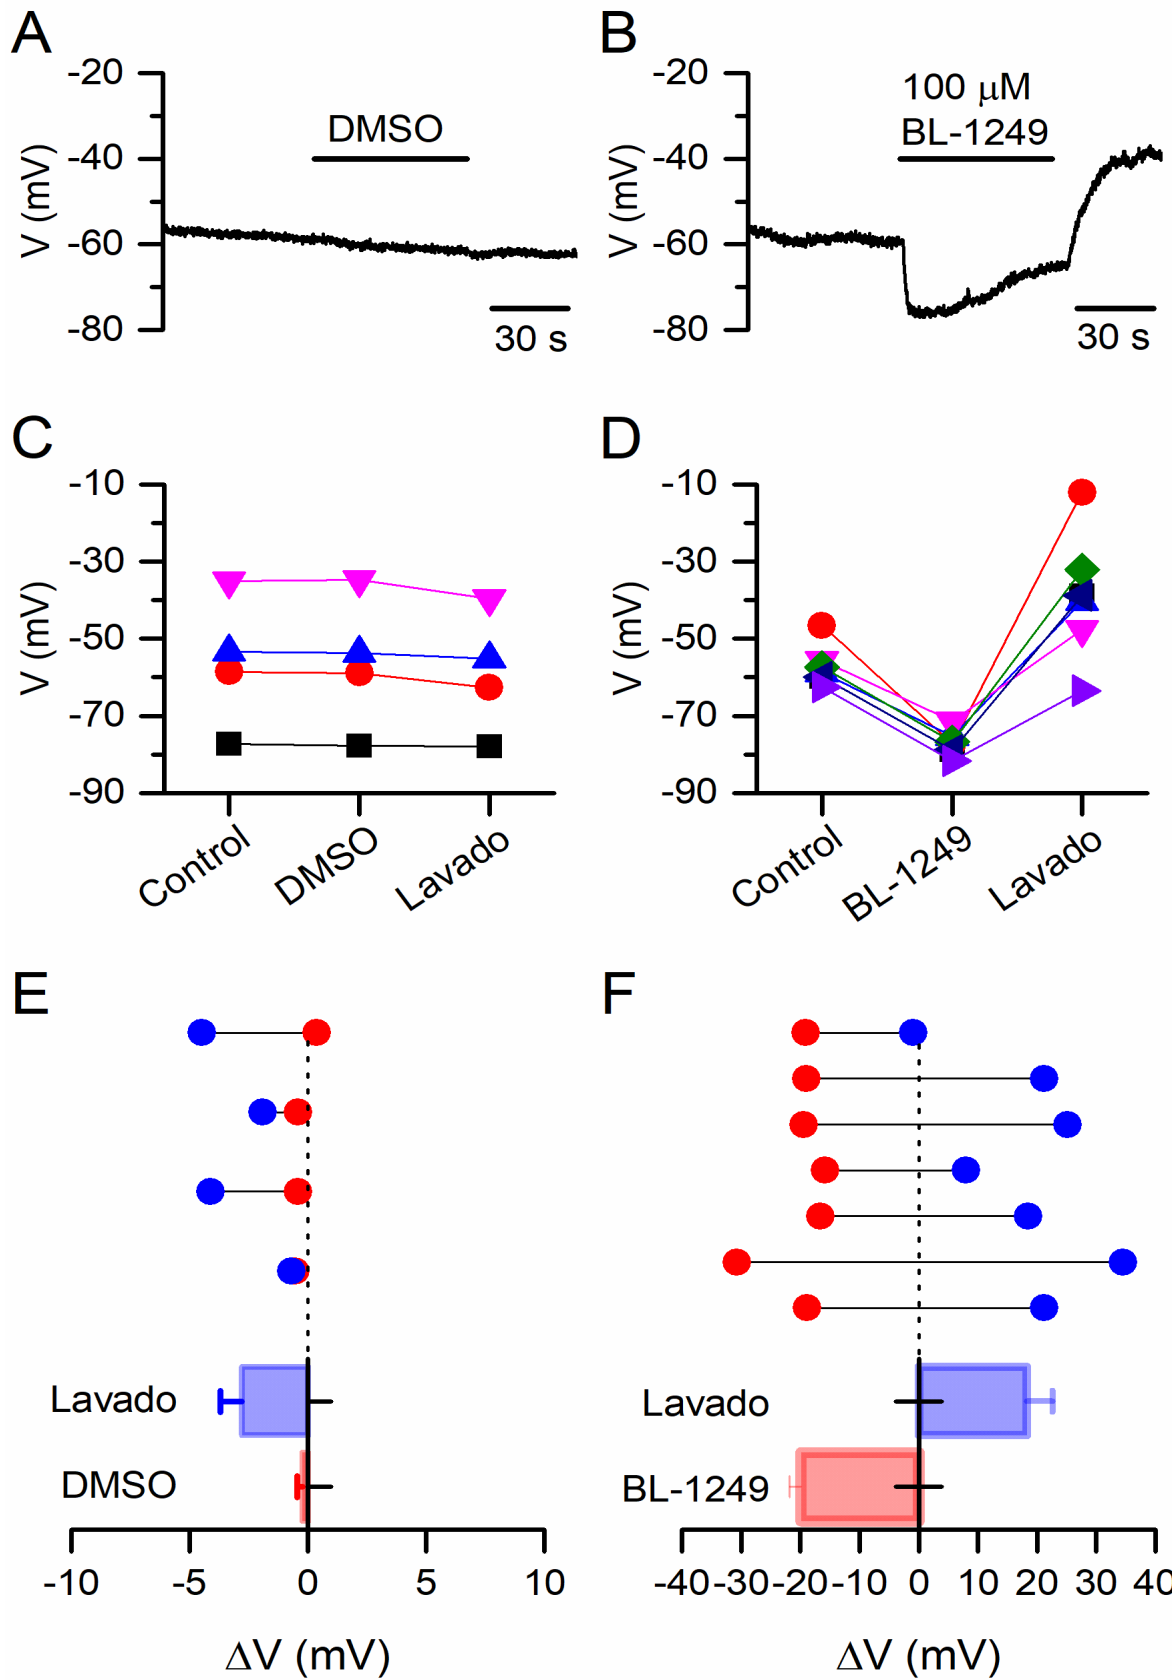 A
-20
-40
-60
-80
V (mV)
DMSO
30 s
B
-20
-40
-60
-80
V (mV)
100 μM
BL-1249
30 s
C
-10
-30
-50
-70
-90
V (mV)
Control
DMSO
Lavado
D
-10
-30
-50
-70
-90
V (mV)
Control
BL-1249
Lavado
E
Lavado
DMSO
-10 -5 0 5 10
ΔV (mV)
F
Lavado
BL-1249
-40 -30 -20 -10 0 10 20 30 40
ΔV (mV)